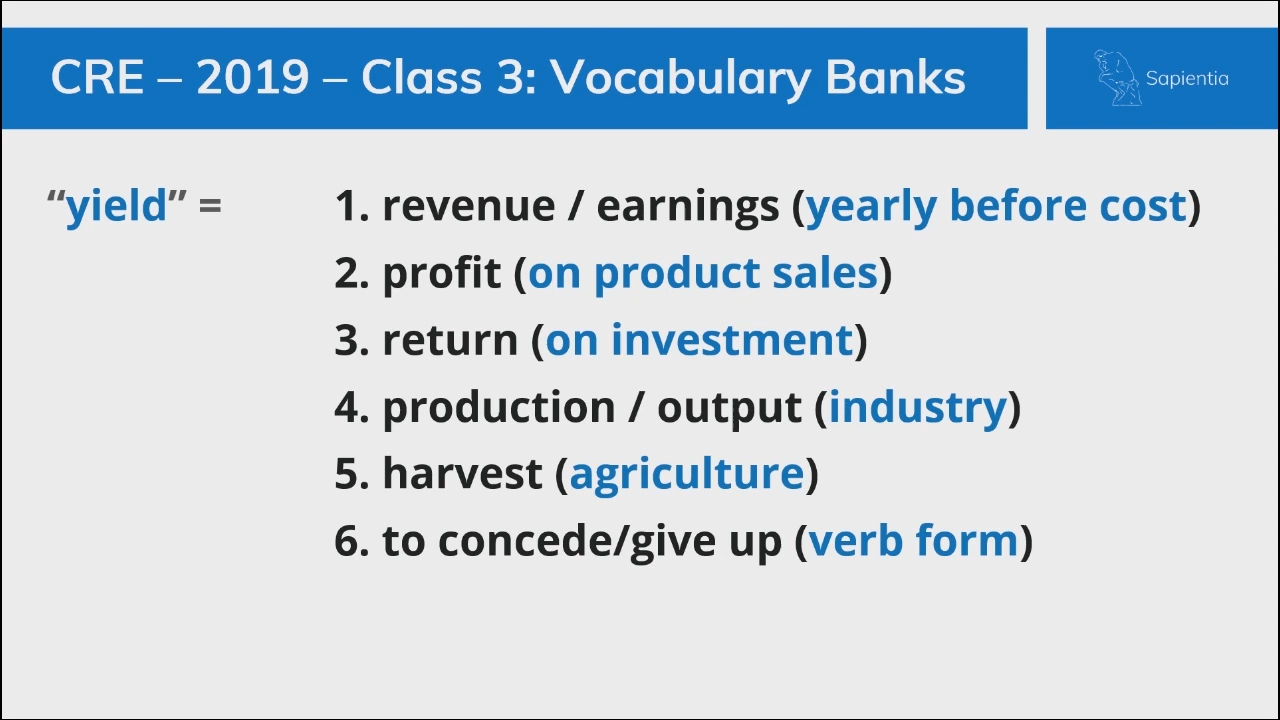 CRE – 2019 – Class 3: Vocabulary Banks
Sapientia
“yield” = 1. revenue / earnings (yearly before cost)
2. profit (on product sales)
3. return (on investment)
4. production / output (industry)
5. harvest (agriculture)
6. to concede/give up (verb form)